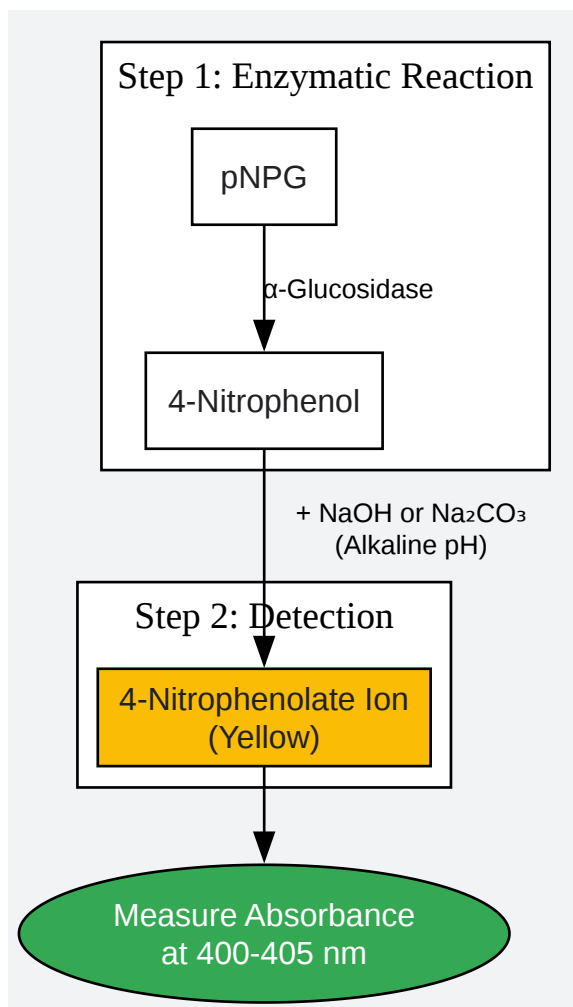 Step 1: Enzymatic Reaction
pNPG
α-Glucosidase
4-Nitrophenol
+ NaOH or Na₂CO₃
(Alkaline pH)
Step 2: Detection
4-Nitrophenolate Ion
(Yellow)
Measure Absorbance
at 400-405 nm